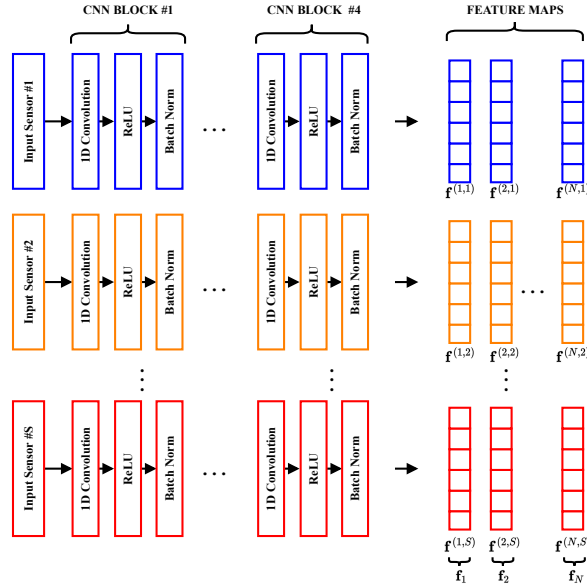 CNN BLOCK #1
CNN BLOCK #4
FEATURE MAPS
Input Sensor #1
1D Convolution
ReLU
Batch Norm
...
1D Convolution
ReLU
Batch Norm
f^(1,1)
f^(2,1)
f^(N,1)
Input Sensor #2
1D Convolution
ReLU
Batch Norm
...
1D Convolution
ReLU
Batch Norm
...
f^(1,2)
f^(2,2)
f^(N,2)
Input Sensor #S
1D Convolution
ReLU
Batch Norm
...
1D Convolution
ReLU
Batch Norm
f^(1,S)
f^(2,S)
f^(N,S
f_1
f_2
f_N